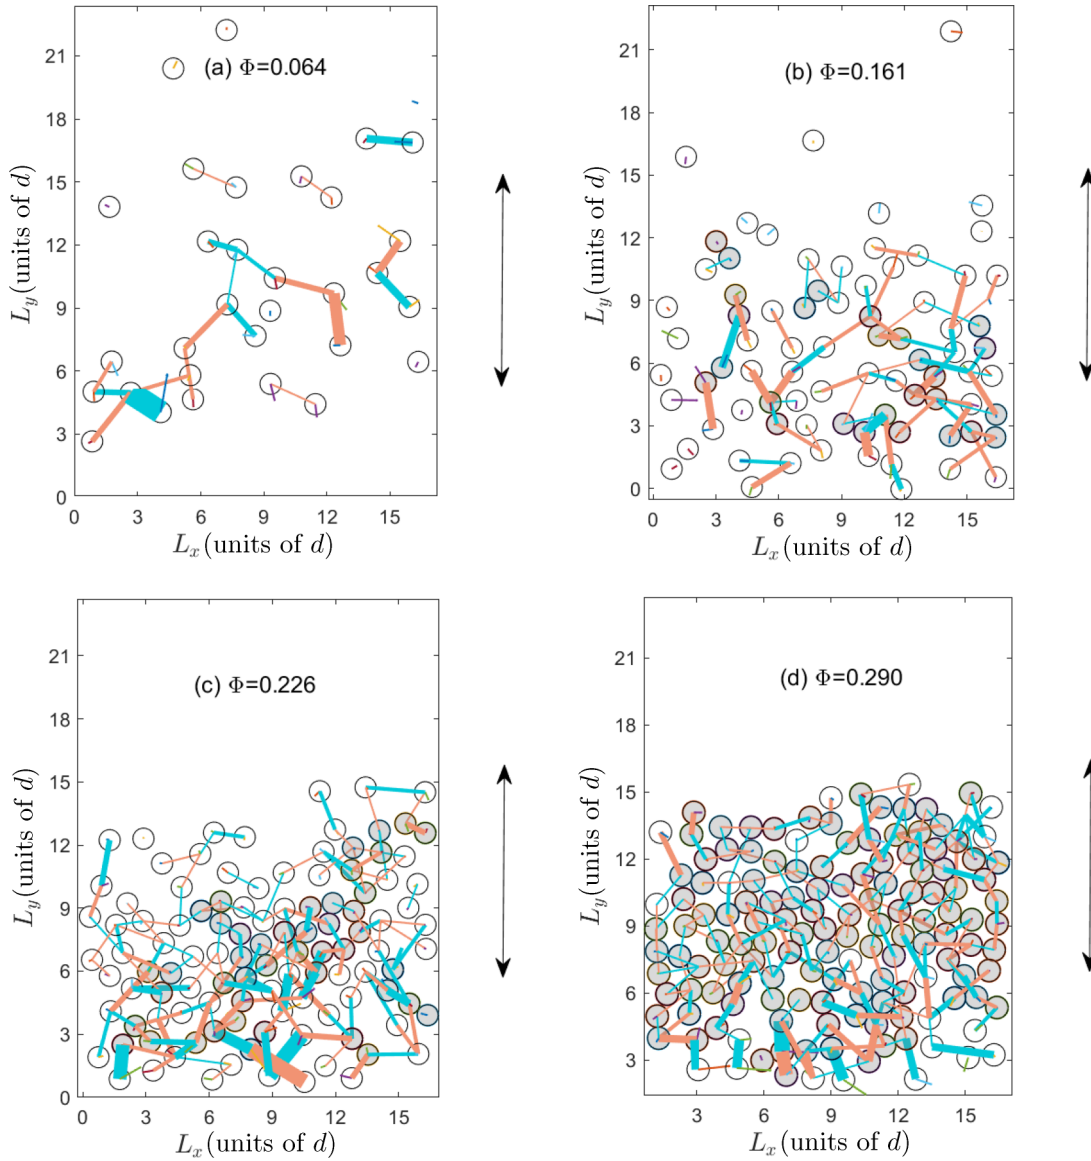 (a) Φ=0.064
21
18
15
12
9
6
3
0
L_y(units of d)
0 3 6 9 12 15
L_x(units of d)
(b) Φ=0.161
21
18
15
12
9
6
3
0
L_y(units of d)
0 3 6 9 12 15
L_x(units of d)
(c) Φ=0.226
21
18
15
12
9
6
3
0
L_y(units of d)
0 3 6 9 12 15
L_x(units of d)
(d) Φ=0.290
21
18
15
12
9
6
3
L_y(units of d)
3 6 9 12 15
L_x(units of d)